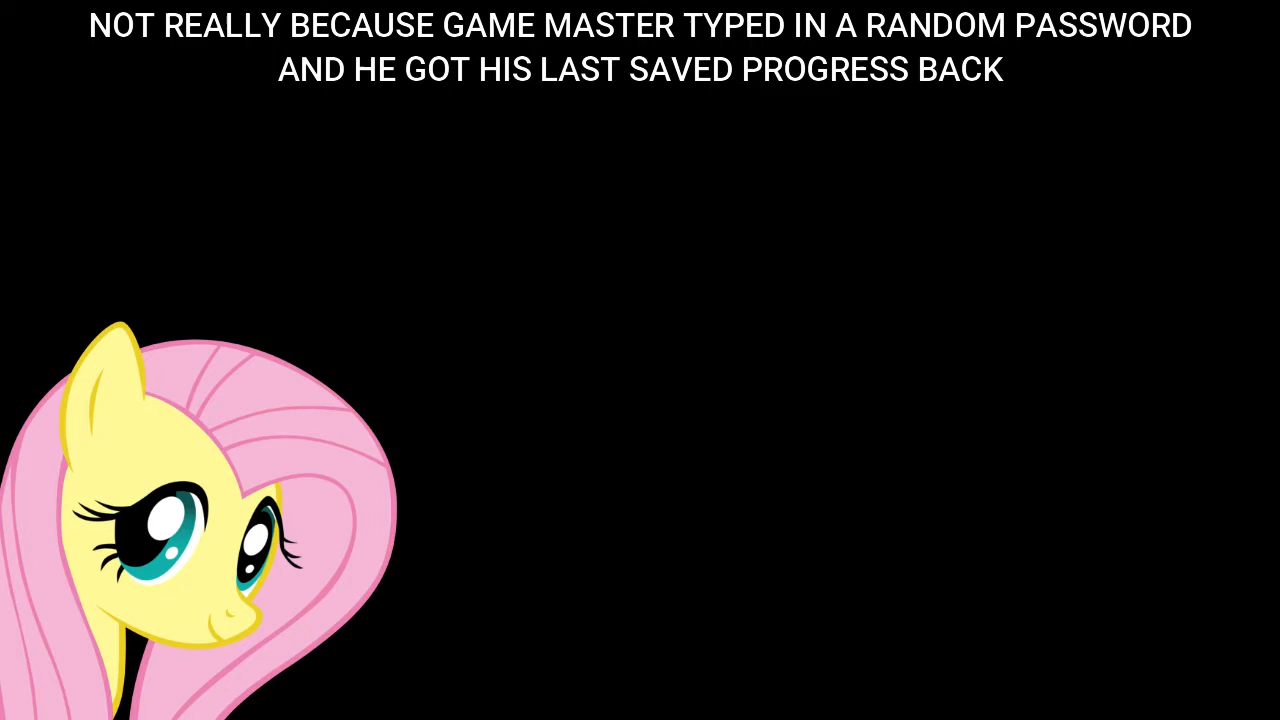 NOT REALLY BECAUSE GAME MASTER TYPED IN A RANDOM PASSWORD
AND HE GOT HIS LAST SAVED PROGRESS BACK